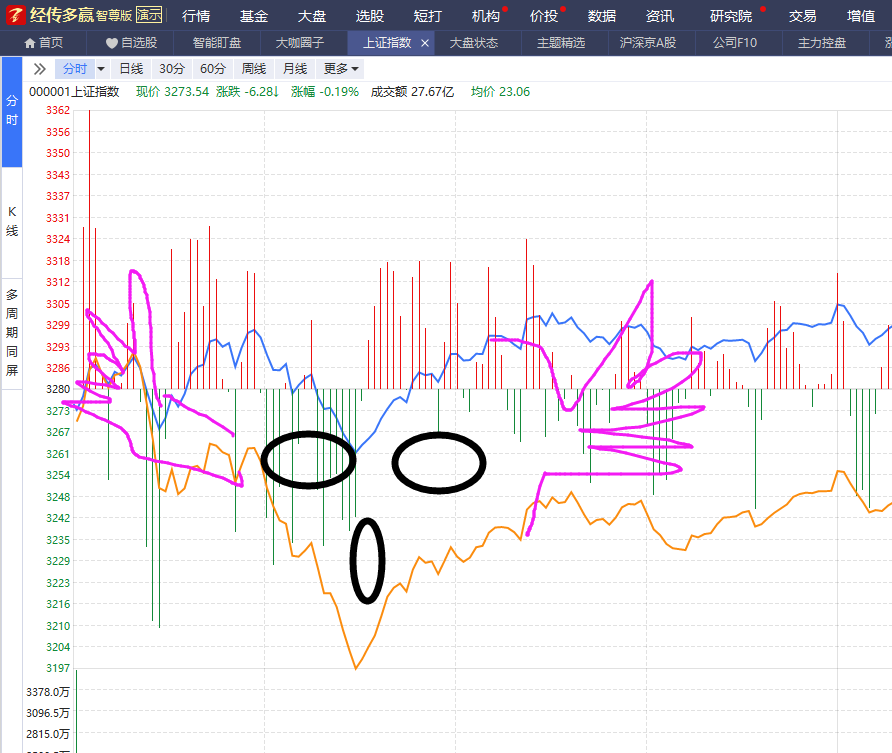 经传多赢 智尊版 演示 行情 基金 大盘 选股 短打 机构 价投 数据 资讯 研究院 交易 增值
首页 自选股 智能盯盘 大咖圈子 上证指数 × 大盘状态 主题精选 沪深京A股 公司F10 主力控盘
分时 日线 30分 60分 周线 月线 更多
000001上证指数 现价 3273.54 涨跌 -6.28↓ 涨幅 -0.19% 成交额 27.67亿 均价 23.06
分时
K线
多周期同屏
3362
3356
3350
3343
3337
3331
3324
3318
3312
3305
3299
3293
3286
3280
3273
3267
3261
3254
3248
3242
3235
3229
3223
3216
3210
3204
3197
3378.0万
3096.5万
2815.0万